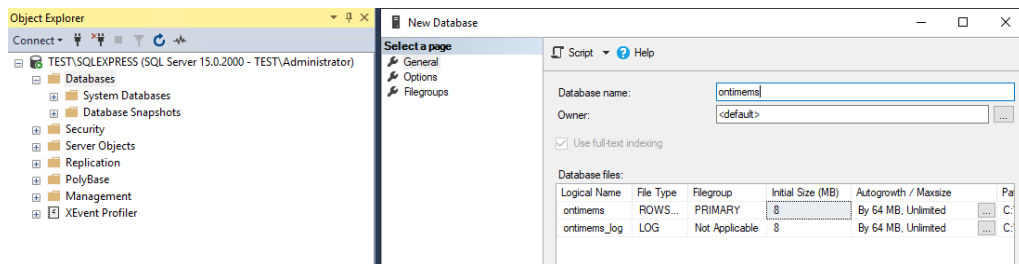 Object Explorer
Connect
TEST\SQLEXPRESS (SQL Server 15.0.2000 - TEST\Administrator)
Databases
System Databases
Database Snapshots
Security
Server Objects
Replication
PolyBase
Management
XEvent Profiler
New Database
Select a page
General
Options
Filegroups
Script
Help
Database name: ontimems
Owner: <default> ...
Use full-text indexing
Database files:
Logical Name File Type Filegroup Initial Size (MB) Autogrowth / Maxsize Pa
ontimems ROWS... PRIMARY 8 By 64 MB, Unlimited ... C:
ontimems_log LOG Not Applicable 8 By 64 MB, Unlimited ... C: